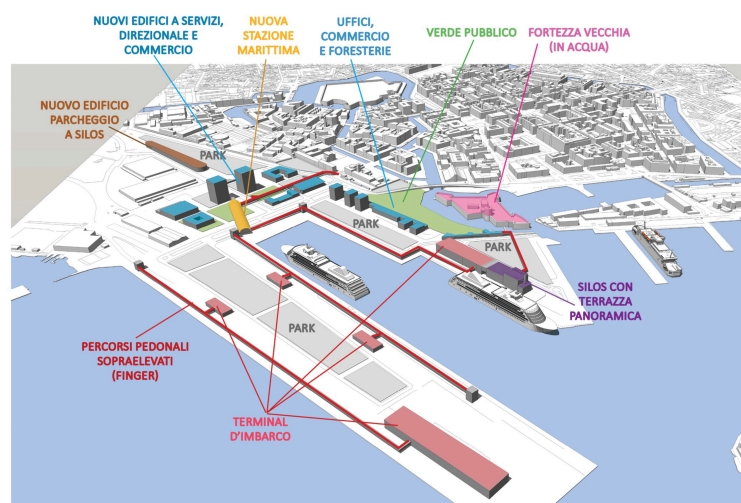 NUOVI EDIFICI A SERVIZI,
DIREZIONALE E
COMMERCIO
NUOVA
STAZIONE
MARITTIMA
UFFICI,
COMMERCIO
E FORESTERIE
VERDE PUBBLICO
FORTEZZA VECCHIA
(IN ACQUA)
NUOVO EDIFICIO
PARCHEGGIO
A SILOS
PARK
PARK
PARK
SILOS CON
TERRAZZA
PANORAMICA
PARK
PERCORSI PEDONALI
SOPRAELEVATI
(FINGER)
TERMINAL
D'IMBARCO